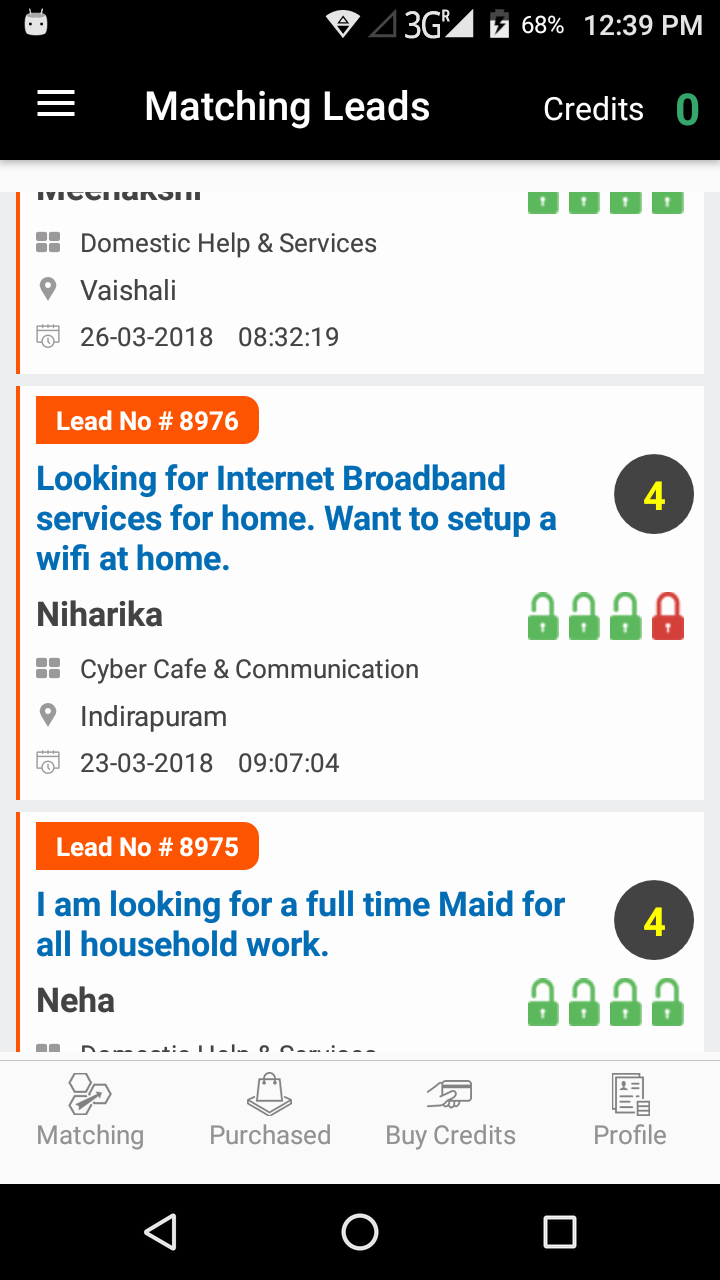 3G R 68% 12:39 PM
Matching Leads Credits 0
Meenakshi
Domestic Help & Services
Vaishali
26-03-2018 08:32:19
Lead No # 8976
Looking for Internet Broadband
services for home. Want to setup a
wifi at home.
4
Niharika
Cyber Cafe & Communication
Indirapuram
23-03-2018 09:07:04
Lead No # 8975
I am looking for a full time Maid for
all household work.
4
Neha
Domestic Help & Services
Matching Purchased Buy Credits Profile